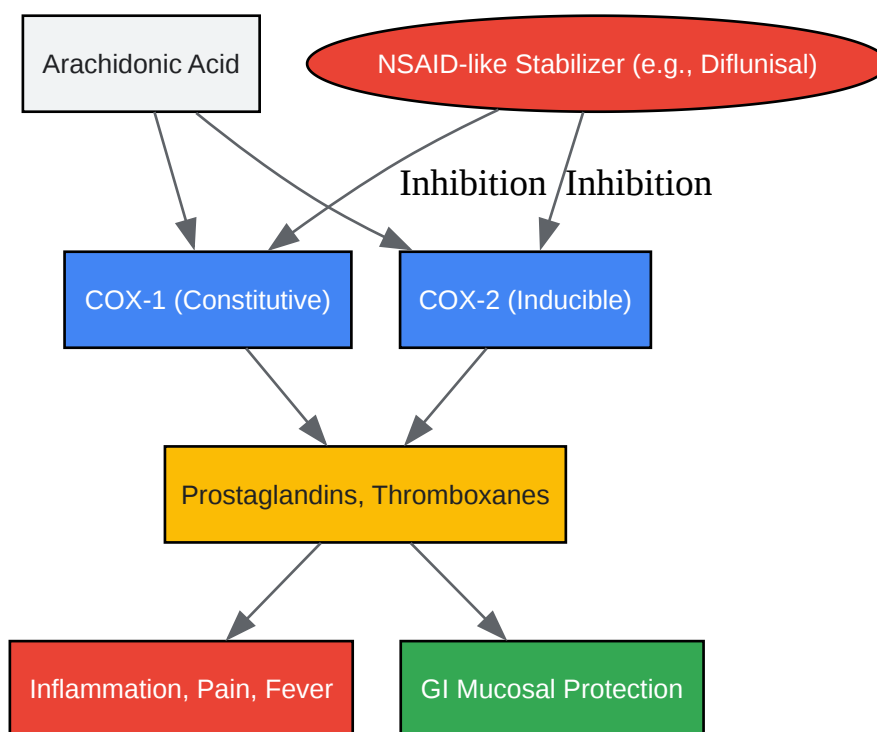 Arachidonic Acid
NSAID-like Stabilizer (e.g., Diflunisal)
Inhibition
Inhibition
COX-1 (Constitutive)
COX-2 (Inducible)
Prostaglandins, Thromboxanes
Inflammation, Pain, Fever
GI Mucosal Protection